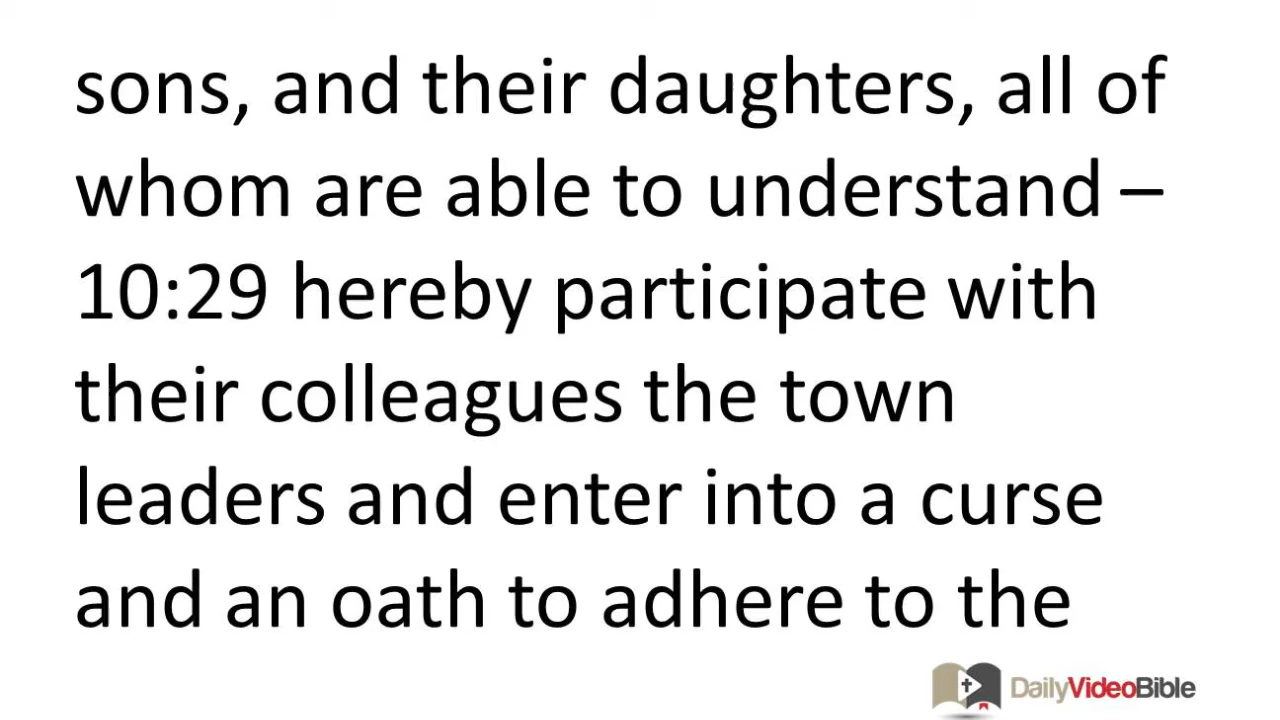 sons, and their daughters, all of
whom are able to understand –
10:29 hereby participate with
their colleagues the town
leaders and enter into a curse
and an oath to adhere to the
DailyVideoBible